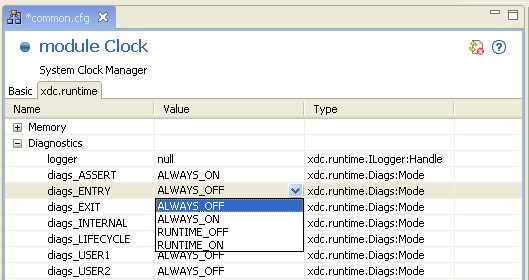 *common.cfg
module Clock
System Clock Manager
Basic xdc.runtime
Name Value Type
Memory
Diagnostics
logger null xdc.runtime.ILogger:Handle
diags_ASSERT ALWAYS_ON xdc.runtime.Diags:Mode
diags_ENTRY ALWAYS_OFF xdc.runtime.Diags:Mode
diags_EXIT ALWAYS_OFF xdc.runtime.Diags:Mode
diags_INTERNAL ALWAYS_ON xdc.runtime.Diags:Mode
diags_LIFECYCLE RUNTIME_OFF xdc.runtime.Diags:Mode
diags_USER1 RUNTIME_ON xdc.runtime.Diags:Mode
diags_USER2 ALWAYS_OFF xdc.runtime.Diags:Mode